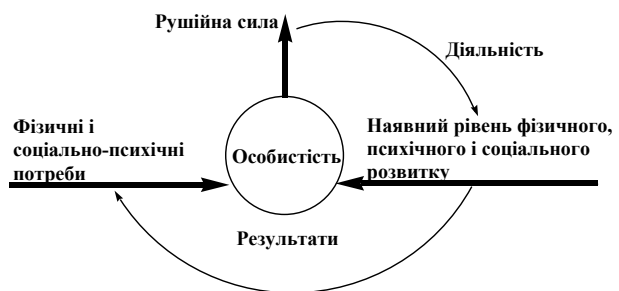 Рушійна сила
Діяльність
Фізичні і
соціально-психічні
потреби
Особистість
Наявний рівень фізичного,
психічного і соціального
розвитку
Результати